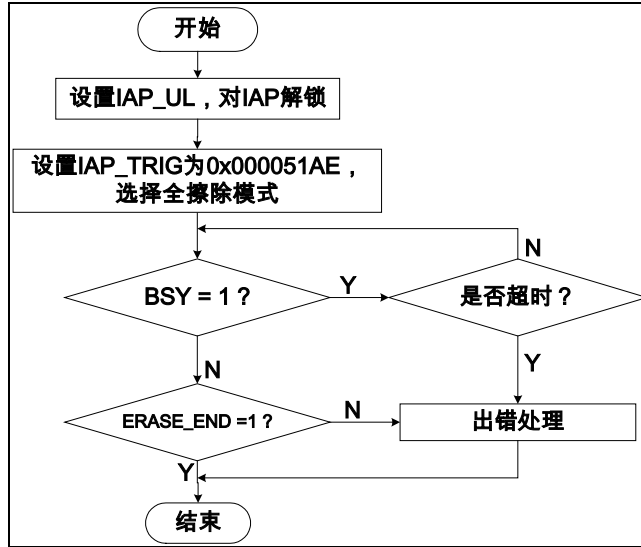 开始
设置IAP_UL，对IAP解锁
设置IAP_TRIG为0x000051AE，
选择全擦除模式
N
BSY = 1？
Y
是否超时？
N
Y
ERASE_END =1？
N
出错处理
Y
结束